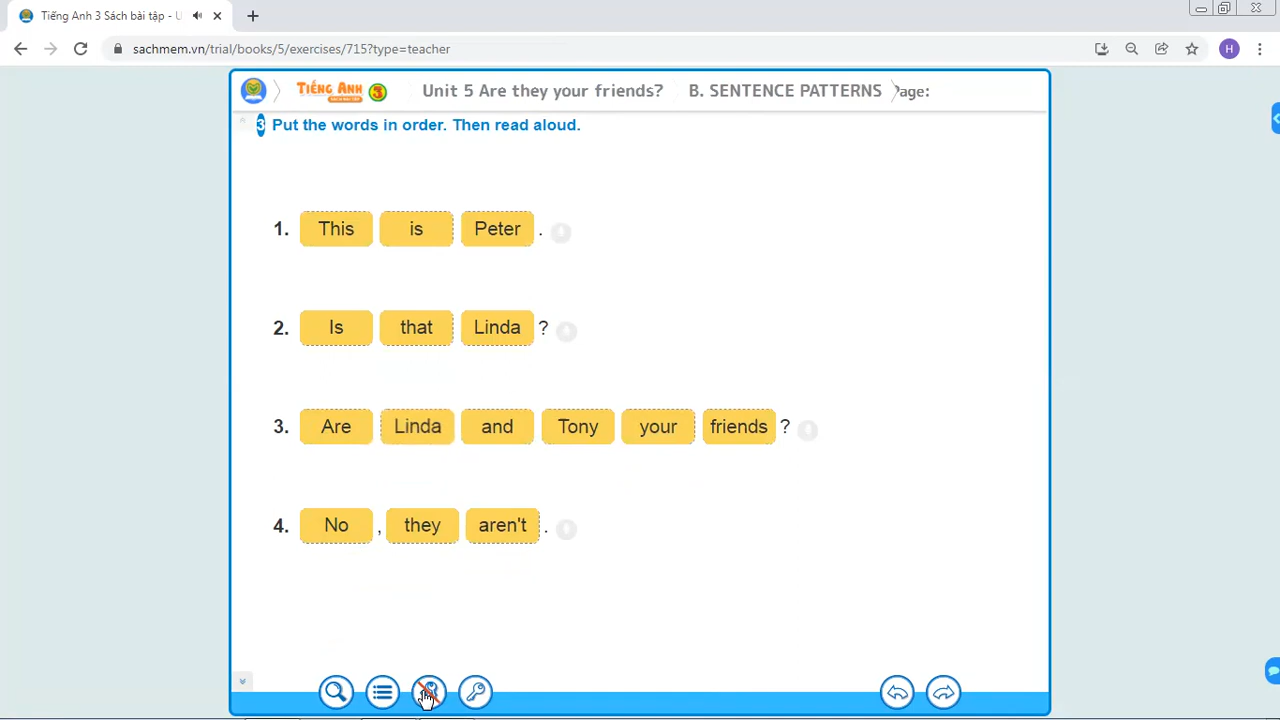 Tiếng Anh 3 Sách bài tập - U
sachmem.vn/trial/books/5/exercises/715?type=teacher
H
TIẾNG ANH 3 Unit 5 Are they your friends? B. SENTENCE PATTERNS Page:
3 Put the words in order. Then read aloud.
1. This is Peter .
2. Is that Linda ?
3. Are Linda and Tony your friends ?
4. No , they aren't .